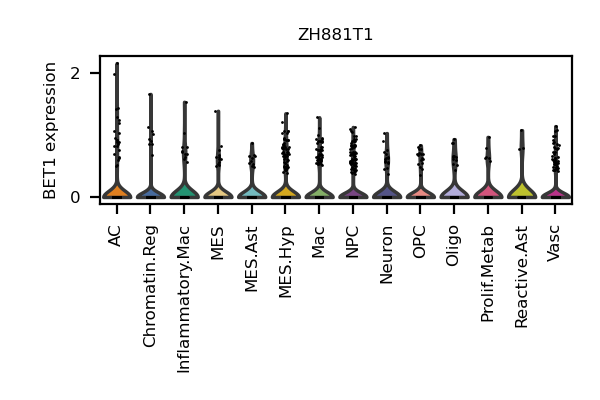 ZH881T1
BET1 expression
2
0
AC
Chromatin.Reg
Inflammatory.Mac
MES
MES.Ast
MES.Hyp
Mac
NPC
Neuron
OPC
Oligo
Prolif.Metab
Reactive.Ast
Vasc